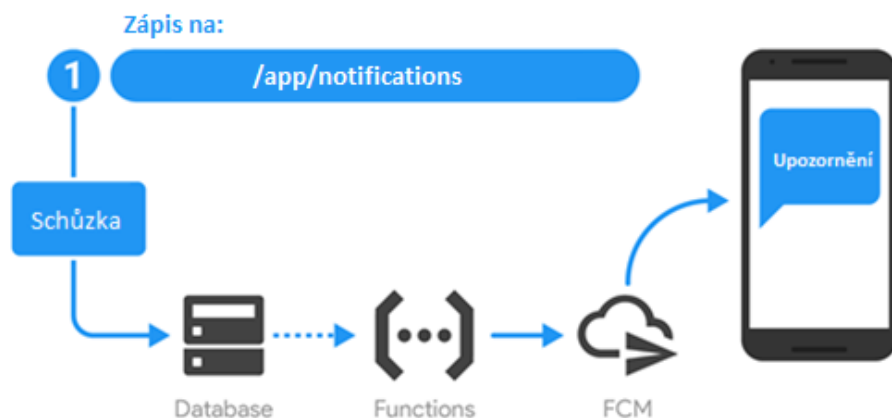 Zápis na:
1
/app/notifications
Upozornění
Schůzka
Database
Functions
FCM